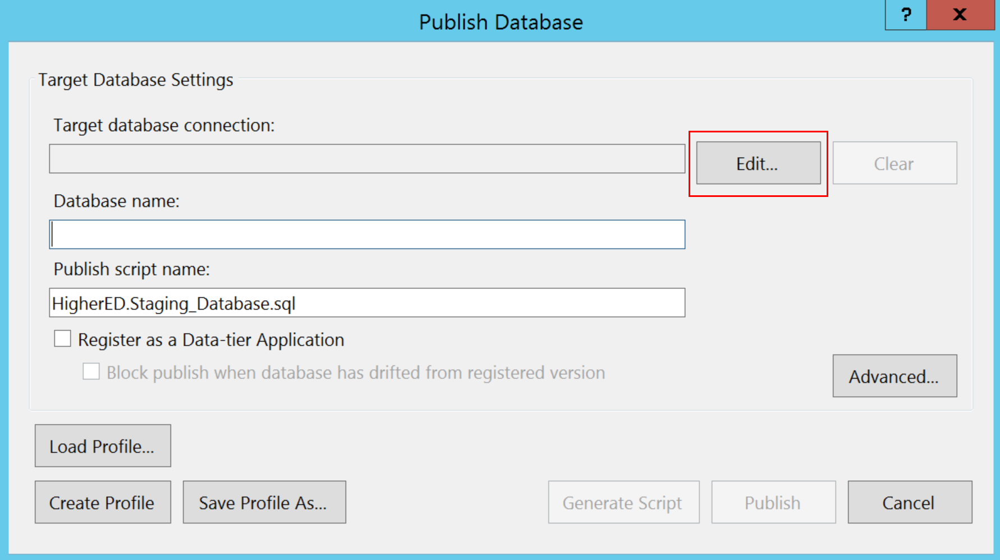 Publish Database
?
X
Target Database Settings
Target database connection:
Edit...
Clear
Database name:
Publish script name:
HigherED.Staging_Database.sql
Register as a Data-tier Application
Block publish when database has drifted from registered version
Advanced...
Load Profile...
Create Profile
Save Profile As...
Generate Script
Publish
Cancel